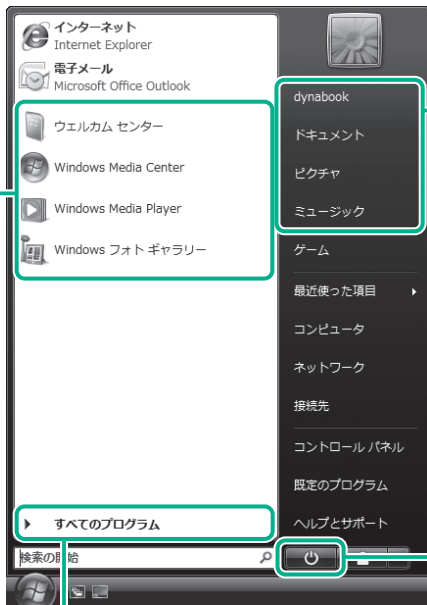 インターネット
Internet Explorer
電子メール
Microsoft Office Outlook
ウェルカム センター
Windows Media Center
Windows Media Player
Windows フォト ギャラリー
すべてのプログラム
検索の開始
dynabook
ドキュメント
ピクチャ
ミュージック
ゲーム
最近使った項目
コンピュータ
ネットワーク
接続先
コントロール パネル
既定のプログラム
ヘルプとサポート